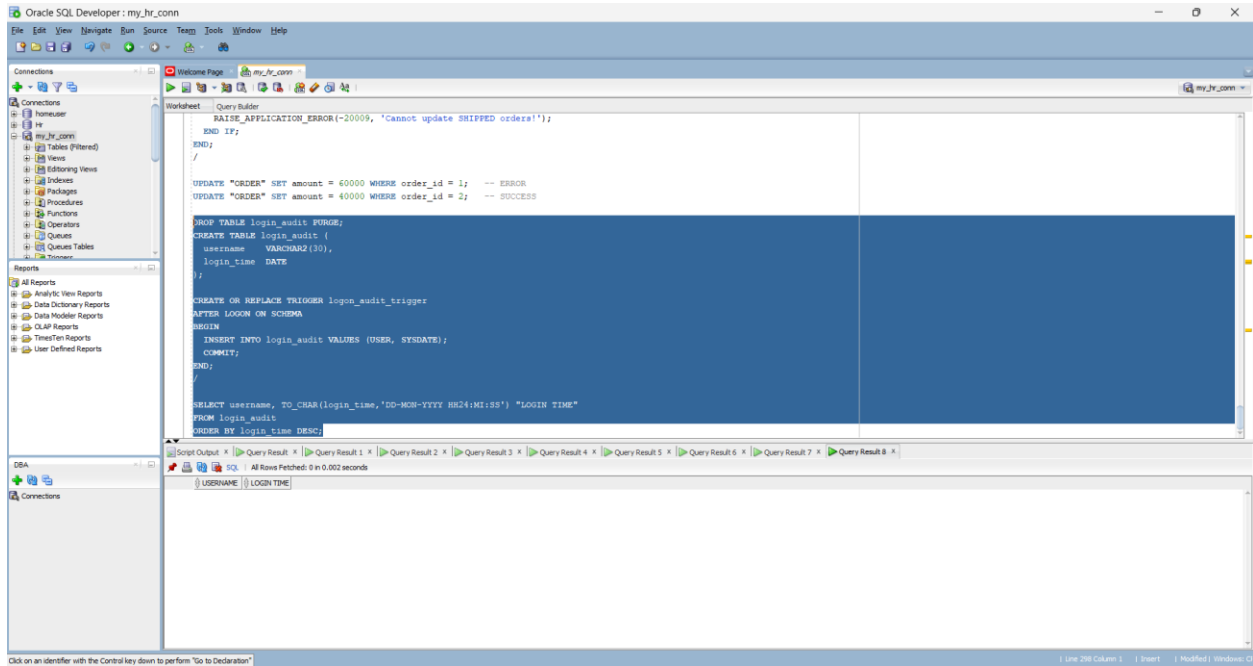 Oracle SQL Developer : my_hr_conn
File Edit View Navigate Run Source Team Tools Window Help
Connections
Connections
homeuser
Hr
my_hr_conn
Tables (Filtered)
Views
Editioning Views
Indexes
Packages
Procedures
Functions
Operators
Queues
Queues Tables
Triggers
Reports
All Reports
Analytic View Reports
Data Dictionary Reports
Data Modeler Reports
OLAP Reports
TimesTen Reports
User Defined Reports
DBA
Connections
Welcome Page my_hr_conn
my_hr_conn
Worksheet Query Builder
RAISE_APPLICATION_ERROR(-20009, 'Cannot update SHIPPED orders!');
END IF;
END;
/
UPDATE "ORDER" SET amount = 60000 WHERE order_id = 1; -- ERROR
UPDATE "ORDER" SET amount = 40000 WHERE order_id = 2; -- SUCCESS
DROP TABLE login_audit PURGE;
CREATE TABLE login_audit (
username VARCHAR2(30),
login_time DATE
);
CREATE OR REPLACE TRIGGER logon_audit_trigger
AFTER LOGON ON SCHEMA
BEGIN
INSERT INTO login_audit VALUES (USER, SYSDATE);
COMMIT;
END;
/
SELECT username, TO_CHAR(login_time,'DD-MON-YYYY HH24:MI:SS') "LOGIN TIME"
FROM login_audit
ORDER BY login_time DESC;
Script Output Query Result Query Result 1 Query Result 2 Query Result 3 Query Result 4 Query Result 5 Query Result 6 Query Result 7 Query Result 8
SQL | All Rows Fetched: 0 in 0.002 seconds
USERNAME LOGIN TIME
Click on an identifier with the Control key down to perform "Go to Declaration"
Line 298 Column 1 | Insert | Modified | Windows: C